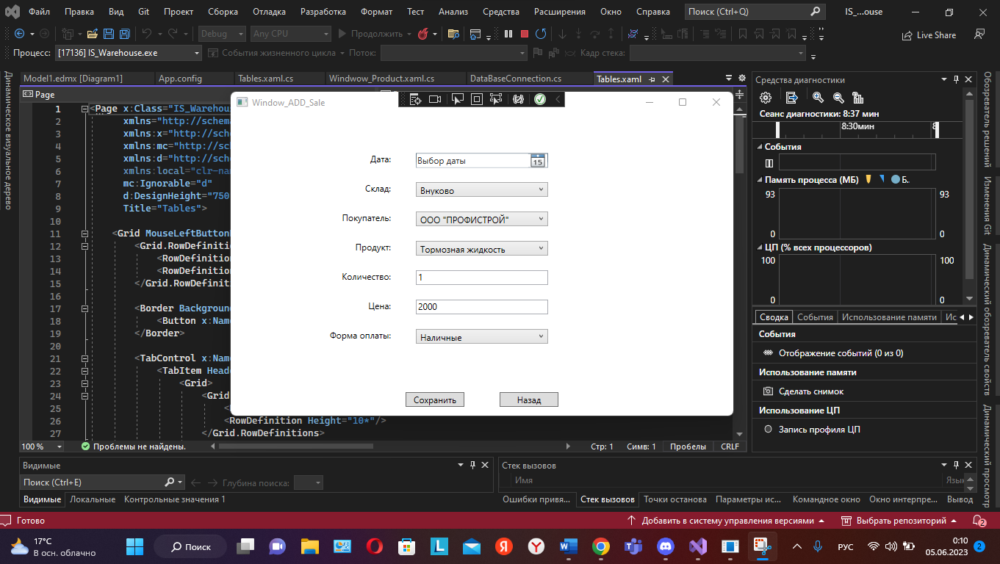 Файл Правка Вид Git Проект Сборка Отладка Разработка Формат Тест Анализ Средства Расширения Окно Справка Поиск (Ctrl+Q) IS_...ouse
Debug Any CPU Продолжить Live Share
Процесс: [17136] IS_Warehouse.exe События жизненного цикла Поток: Кадр стека:
Динамическое визуальное дерево
Model1.edmx [Diagram1] App.config Tables.xaml.cs Windwow_Product.xaml.cs DataBaseConnection.cs Tables.xaml
Page
1 <Page x:Class="IS_Warehou
2 xmlns="http://schem
3 xmlns:x="http://sch
4 xmlns:mc="http://sc
5 xmlns:d="http://sch
6 xmlns:local="clr-na
7 mc:Ignorable="d"
8 d:DesignHeight="750
9 Title="Tables">
10
11 <Grid MouseLeftButton
12 <Grid.RowDefiniti
13 <RowDefinition
14 <RowDefinition
15 </Grid.RowDefinit
16
17 <Border Backgroun
18 <Button x:Nam
19 </Border>
20
21 <TabControl x:Nam
22 <TabItem Heade
23 <Grid>
24 <Grid
25 <
26 <RowDefinition Height="10*"/>
27 </Grid.RowDefinitions>
Window_ADD_Sale
Дата: Выбор даты 15
Склад: Внуково
Покупатель: ООО "ПРОФИСТРОЙ"
Продукт: Тормозная жидкость
Количество: 1
Цена: 2000
Форма оплаты: Наличные
Сохранить Назад
100 % Проблемы не найдены. Стр: 1 Симв: 1 Пробелы CRLF
Средства диагностики
Сеанс диагностики: 8:37 мин
8:30мин 8
События
Память процесса (МБ) Б..
93 93
0 0
ЦП (% всех процессоров)
100 100
0 0
Сводка События Использование памяти Ис
События
Отображение событий (0 из 0)
Использование памяти
Сделать снимок
Использование ЦП
Запись профиля ЦП
Обозреватель решений
Изменения Git
Динамический обозреватель свойств
Динамический просмотр
Видимые
Поиск (Ctrl+E) Глубина поиска:
Видимые Локальные Контрольные значения 1
Стек вызовов
Имя Язык
Ошибки привя... Стек вызовов Точки останова Параметры ис... Командное окно Окно интерпре... Вывод
Готово Добавить в систему управления версиями Выбрать репозиторий 2
17°C
В осн. облачно
Поиск
РУС
0:10
05.06.2023
2